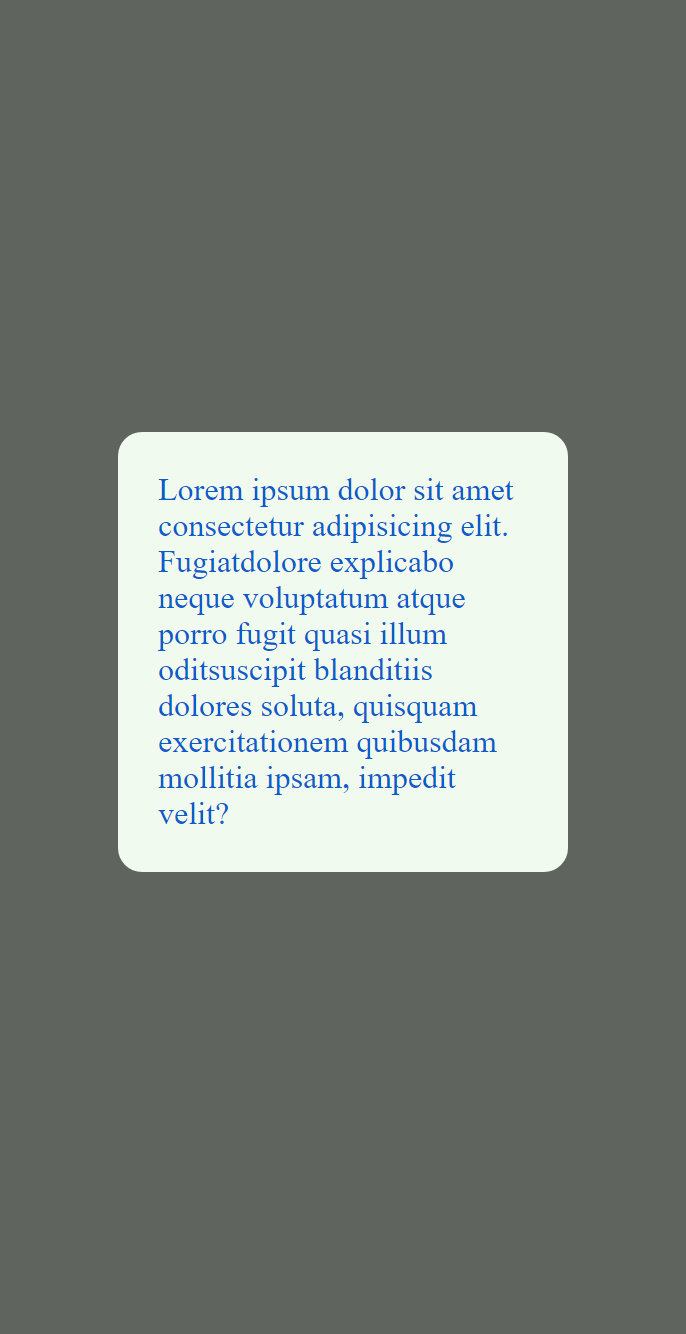 Lorem ipsum dolor sit amet
consectetur adipisicing elit.
Fugiatdolore explicabo
neque voluptatum atque
porro fugit quasi illum
oditsuscipit blanditiis
dolores soluta, quisquam
exercitationem quibusdam
mollitia ipsam, impedit
velit?